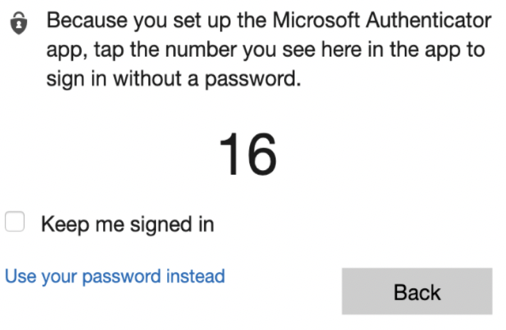 Because you set up the Microsoft Authenticator
app, tap the number you see here in the app to
sign in without a password.
16
Keep me signed in
Use your password instead
Back